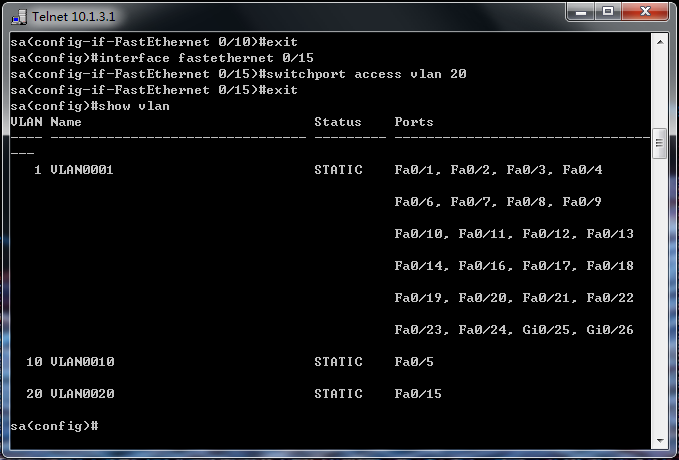 Telnet 10.1.3.1
sa(config-if-FastEthernet 0/10)#exit
sa(config)#interface fastethernet 0/15
sa(config-if-FastEthernet 0/15)#switchport access vlan 20
sa(config-if-FastEthernet 0/15)#exit
sa(config)#show vlan
VLAN Name                             Status    Ports
---- -------------------------------- --------- --------------------------------
---
   1 VLAN0001                         STATIC    Fa0/1, Fa0/2, Fa0/3, Fa0/4
                                                Fa0/6, Fa0/7, Fa0/8, Fa0/9
                                                Fa0/10, Fa0/11, Fa0/12, Fa0/13
                                                Fa0/14, Fa0/16, Fa0/17, Fa0/18
                                                Fa0/19, Fa0/20, Fa0/21, Fa0/22
                                                Fa0/23, Fa0/24, Gi0/25, Gi0/26
  10 VLAN0010                         STATIC    Fa0/5
  20 VLAN0020                         STATIC    Fa0/15
sa(config)#